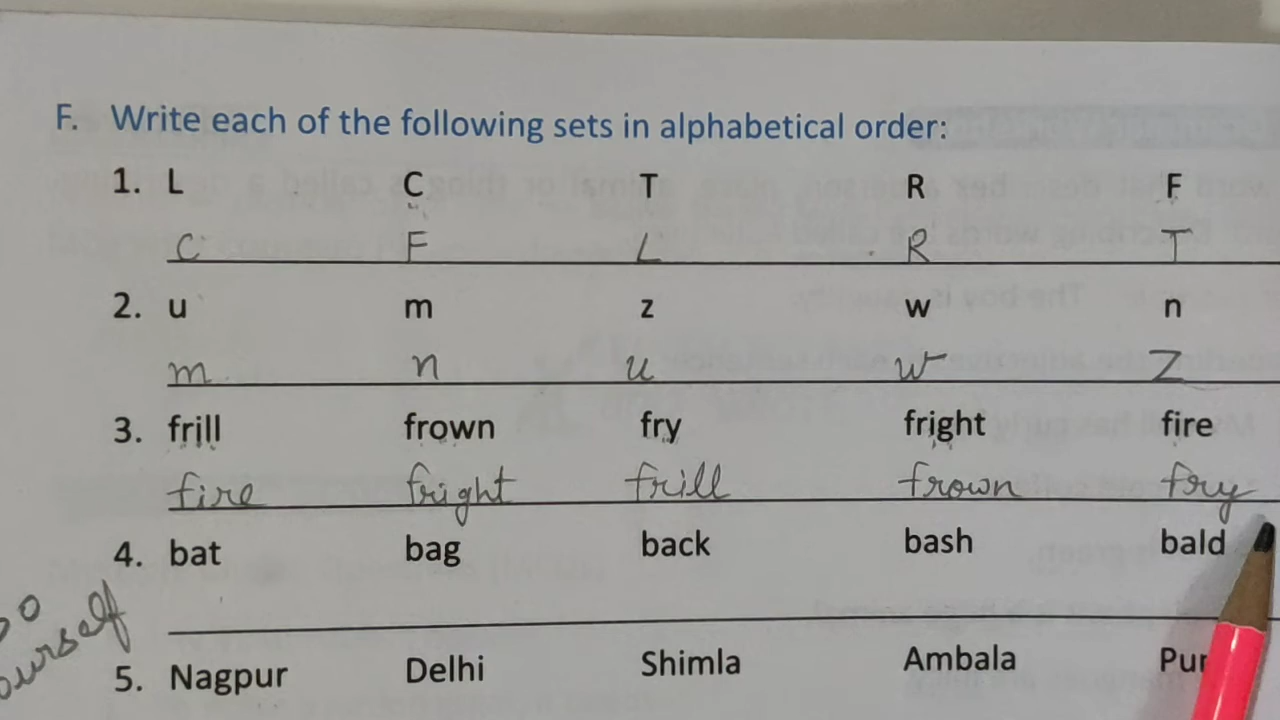 F. Write each of the following sets in alphabetical order:
1. L C T R F
C F L R T
2. u m z w n
m n u w z
3. frill frown fry fright fire
fire fright frill frown fry
4. bat bag back bash bald
5. Nagpur Delhi Shimla Ambala